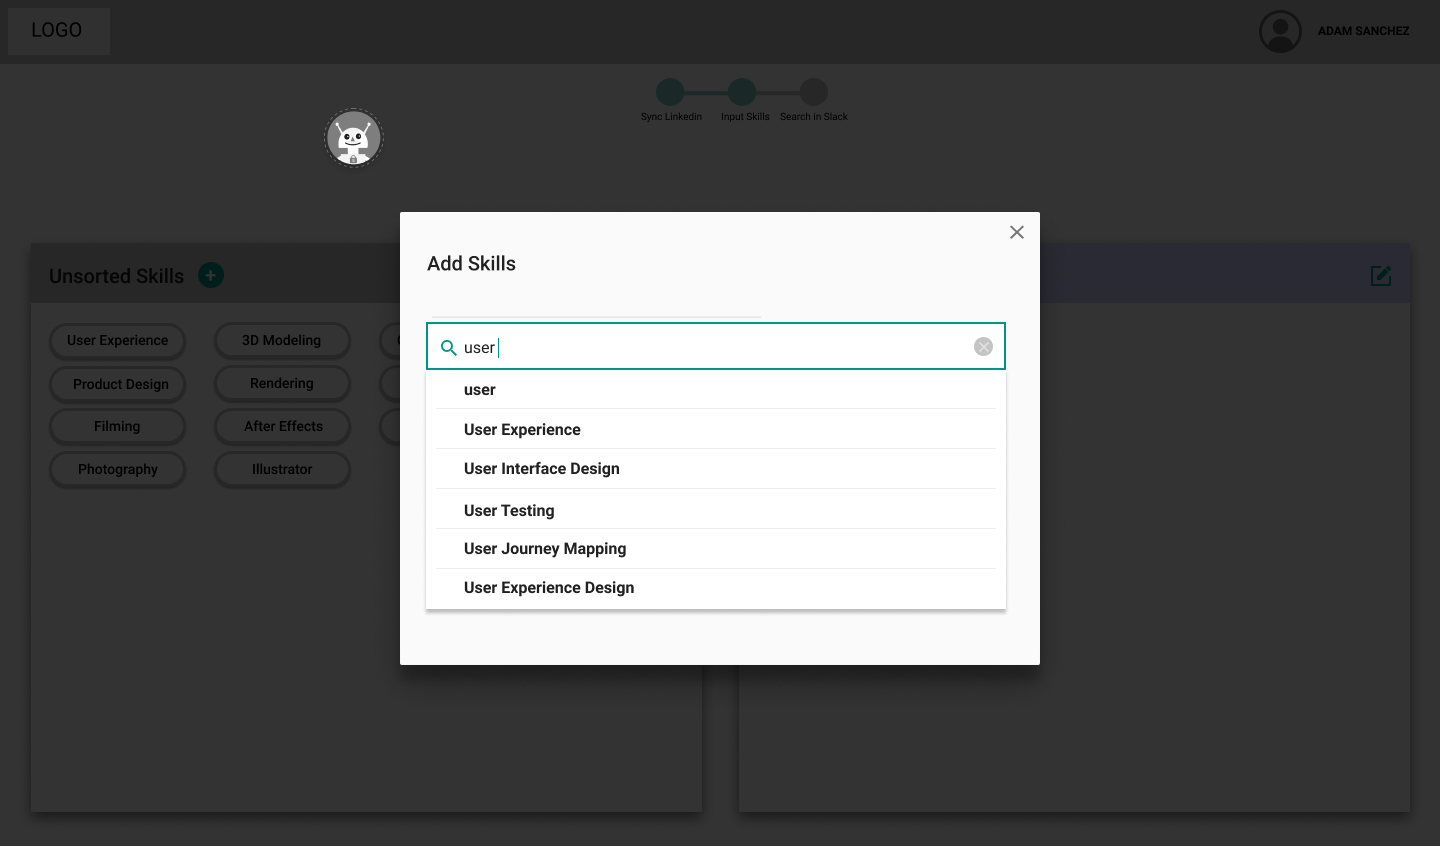 LOGO
ADAM SANCHEZ
Sync Linkedin
Input Skills
Search in Slack
Add Skills
Unsorted Skills
user
user
User Experience
User Interface Design
User Testing
User Journey Mapping
User Experience Design
User Experience
3D Modeling
Product Design
Rendering
Filming
After Effects
Photography
Illustrator